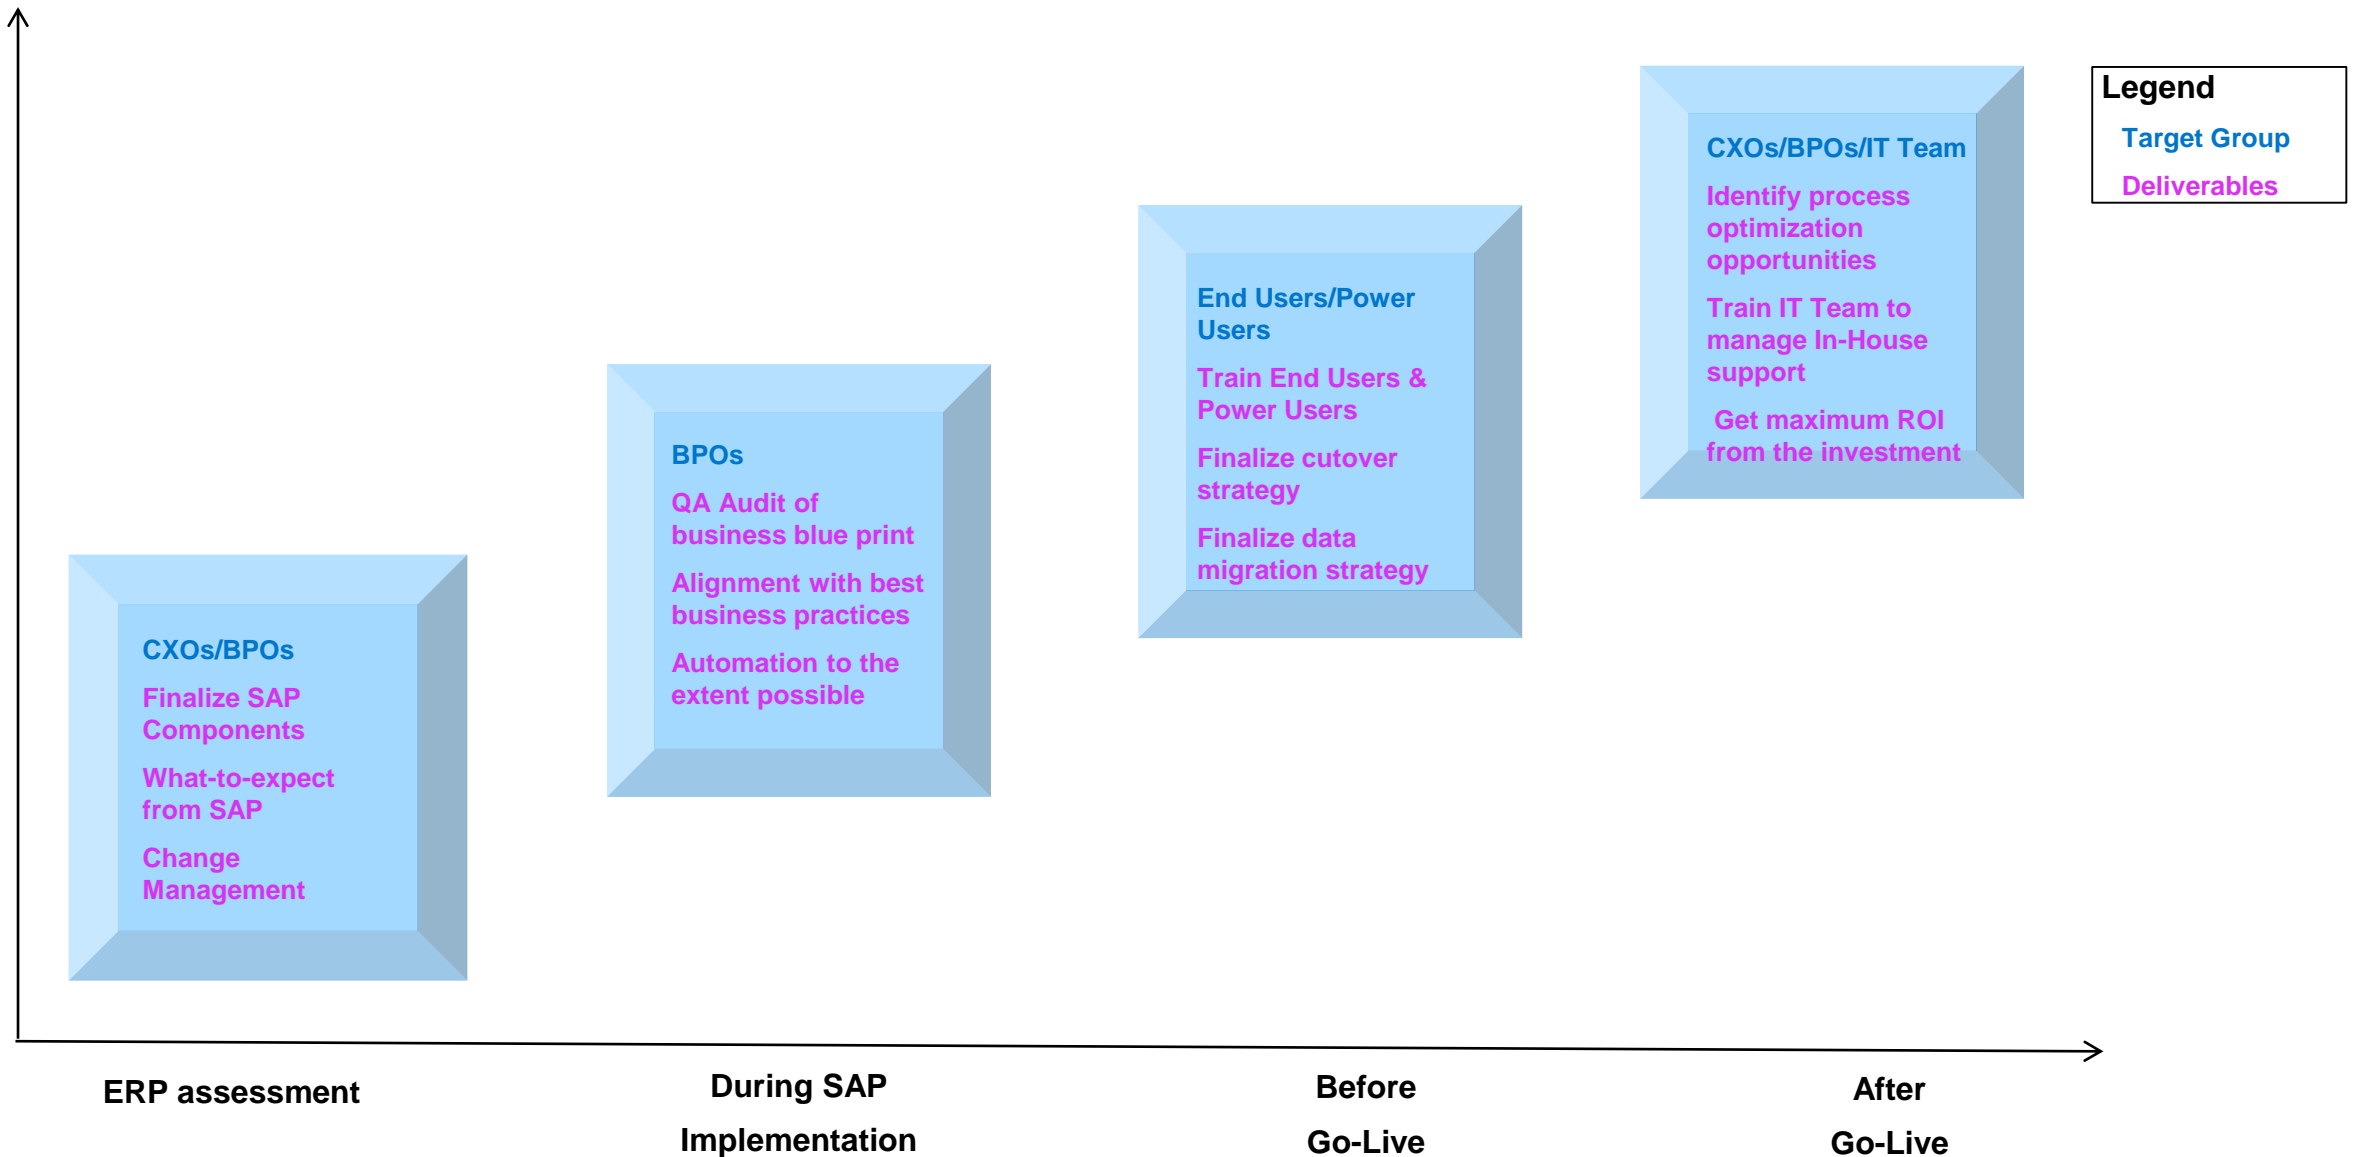 Legend
Target Group
Deliverables
CXOs/BPOs/IT Team
Identify process
optimization
opportunities
Train IT Team to
manage In-House
support
Get maximum ROI
from the investment
End Users/Power
Users
Train End Users &
Power Users
Finalize cutover
strategy
Finalize data
migration strategy
BPOs
QA Audit of
business blue print
Alignment with best
business practices
Automation to the
extent possible
CXOs/BPOs
Finalize SAP
Components
What-to-expect
from SAP
Change
Management
ERP assessment
During SAP
Implementation
Before
Go-Live
After
Go-Live